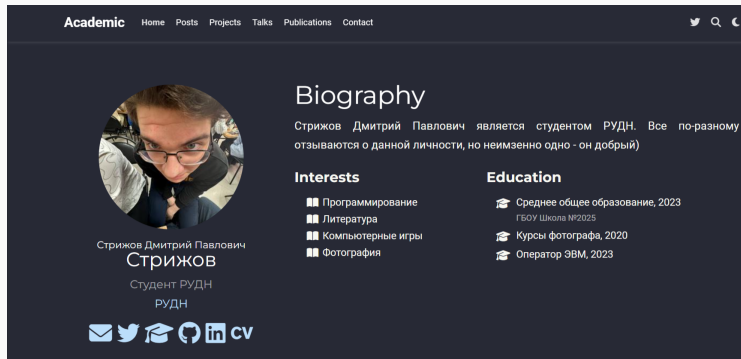 Academic Home Posts Projects Talks Publications Contact
Biography
Стрижов Дмитрий Павлович является студентом РУДН. Все по-разному
отзываются о данной личности, но неимзенно одно - он добрый)
Interests
Программирование
Литература
Компьютерные игры
Фотография
Education
Среднее общее образование, 2023
ГБОУ Школа №2025
Курсы фотографа, 2020
Оператор ЭВМ, 2023
Стрижов Дмитрий Павлович
Стрижов
Студент РУДН
РУДН
CV